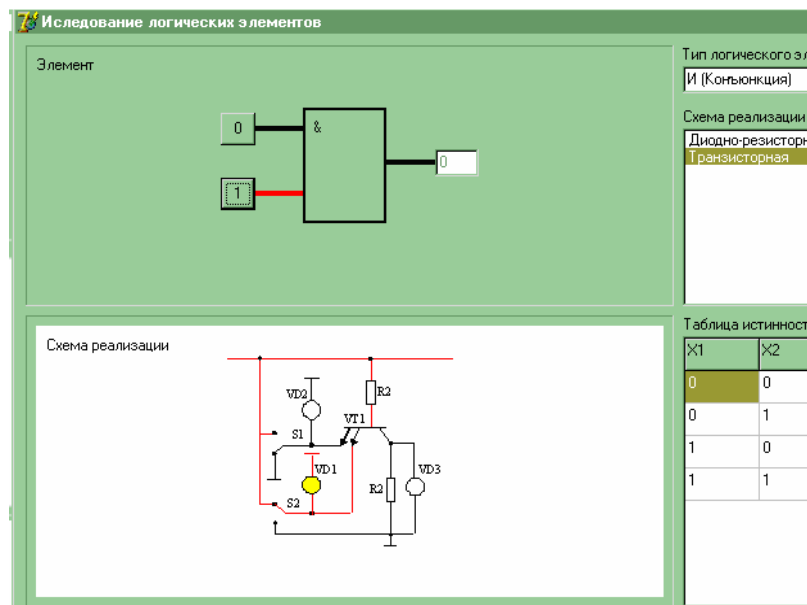 Иследование логических элементов
Элемент
0
&
0
1
Тип логического эл
И (Конъюнкция)
Схема реализации
Диодно-резисторн
Транзисторная
Схема реализации
VD2
R2
VT1
S1
VD1
VD3
R2
S2
Таблица истинност
X1 X2
0 0
0 1
1 0
1 1